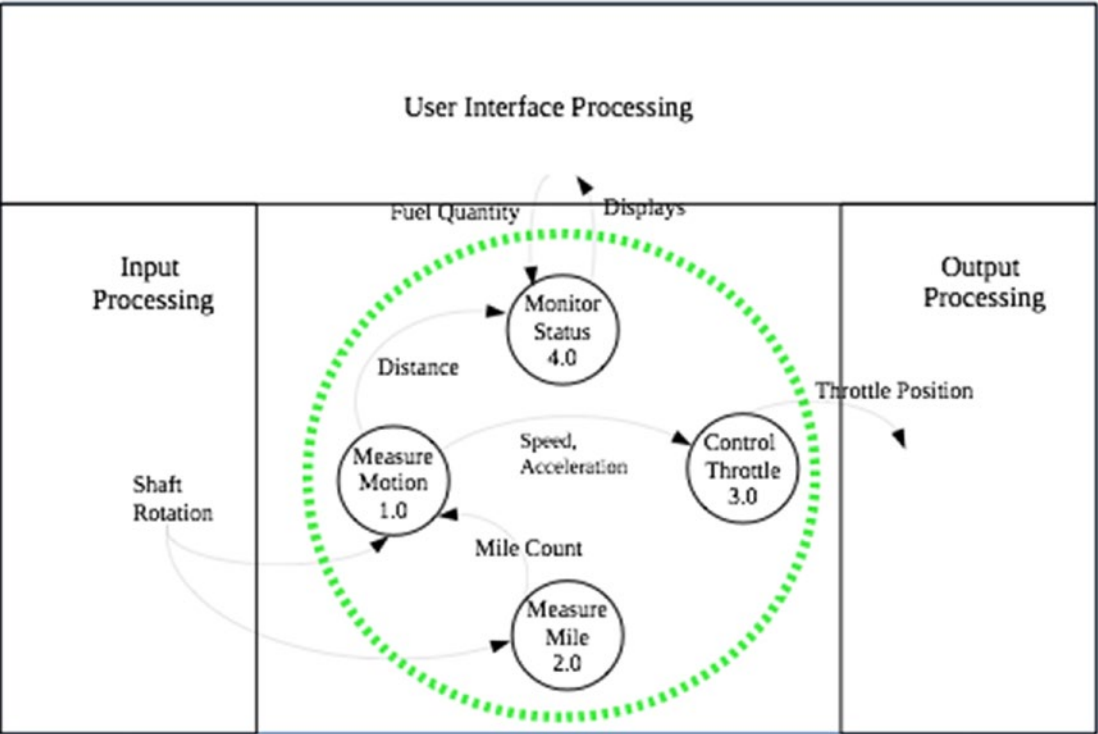 User Interface Processing
Fuel Quantity
Displays
Input
Processing
Output
Processing
Monitor
Status
4.0
Distance
Throttle Position
Speed,
Acceleration
Control
Throttle
3.0
Measure
Motion
1.0
Shaft
Rotation
Mile Count
Measure
Mile
2.0